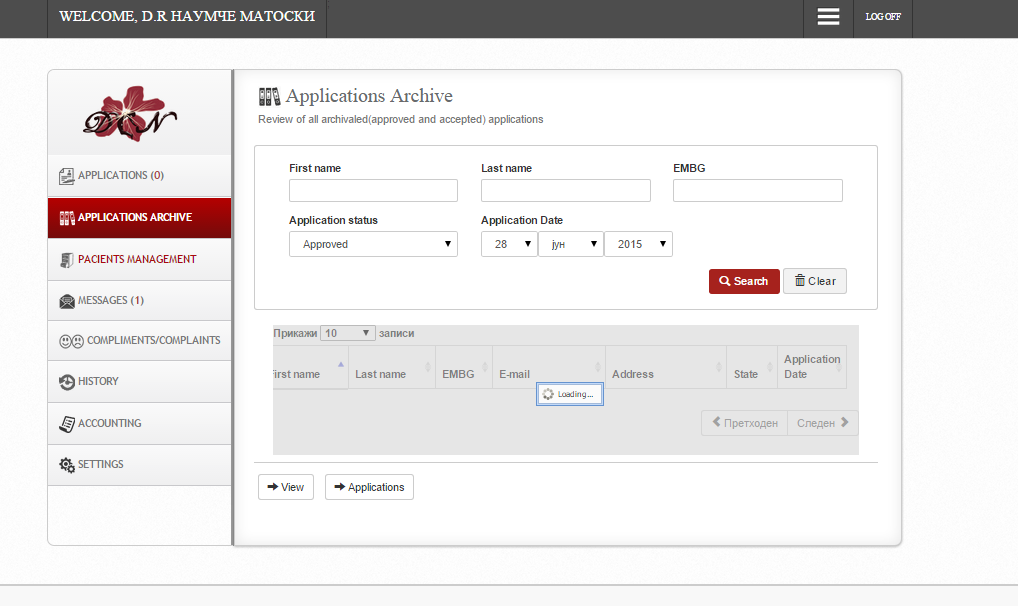 WELCOME, D.R НАУМЧЕ МАТОСКИ
LOG OFF
DCN
APPLICATIONS (0)
APPLICATIONS ARCHIVE
PACIENTS MANAGEMENT
MESSAGES (1)
COMPLIMENTS/COMPLAINTS
HISTORY
ACCOUNTING
SETTINGS
Applications Archive
Review of all archivaled(approved and accepted) applications
First name Last name EMBG
Application status Application Date
Approved 28 јун 2015
Search Clear
Прикажи 10 записи
First name Last name EMBG E-mail Address State Application Date
Loading...
Претходен Следен
View Applications